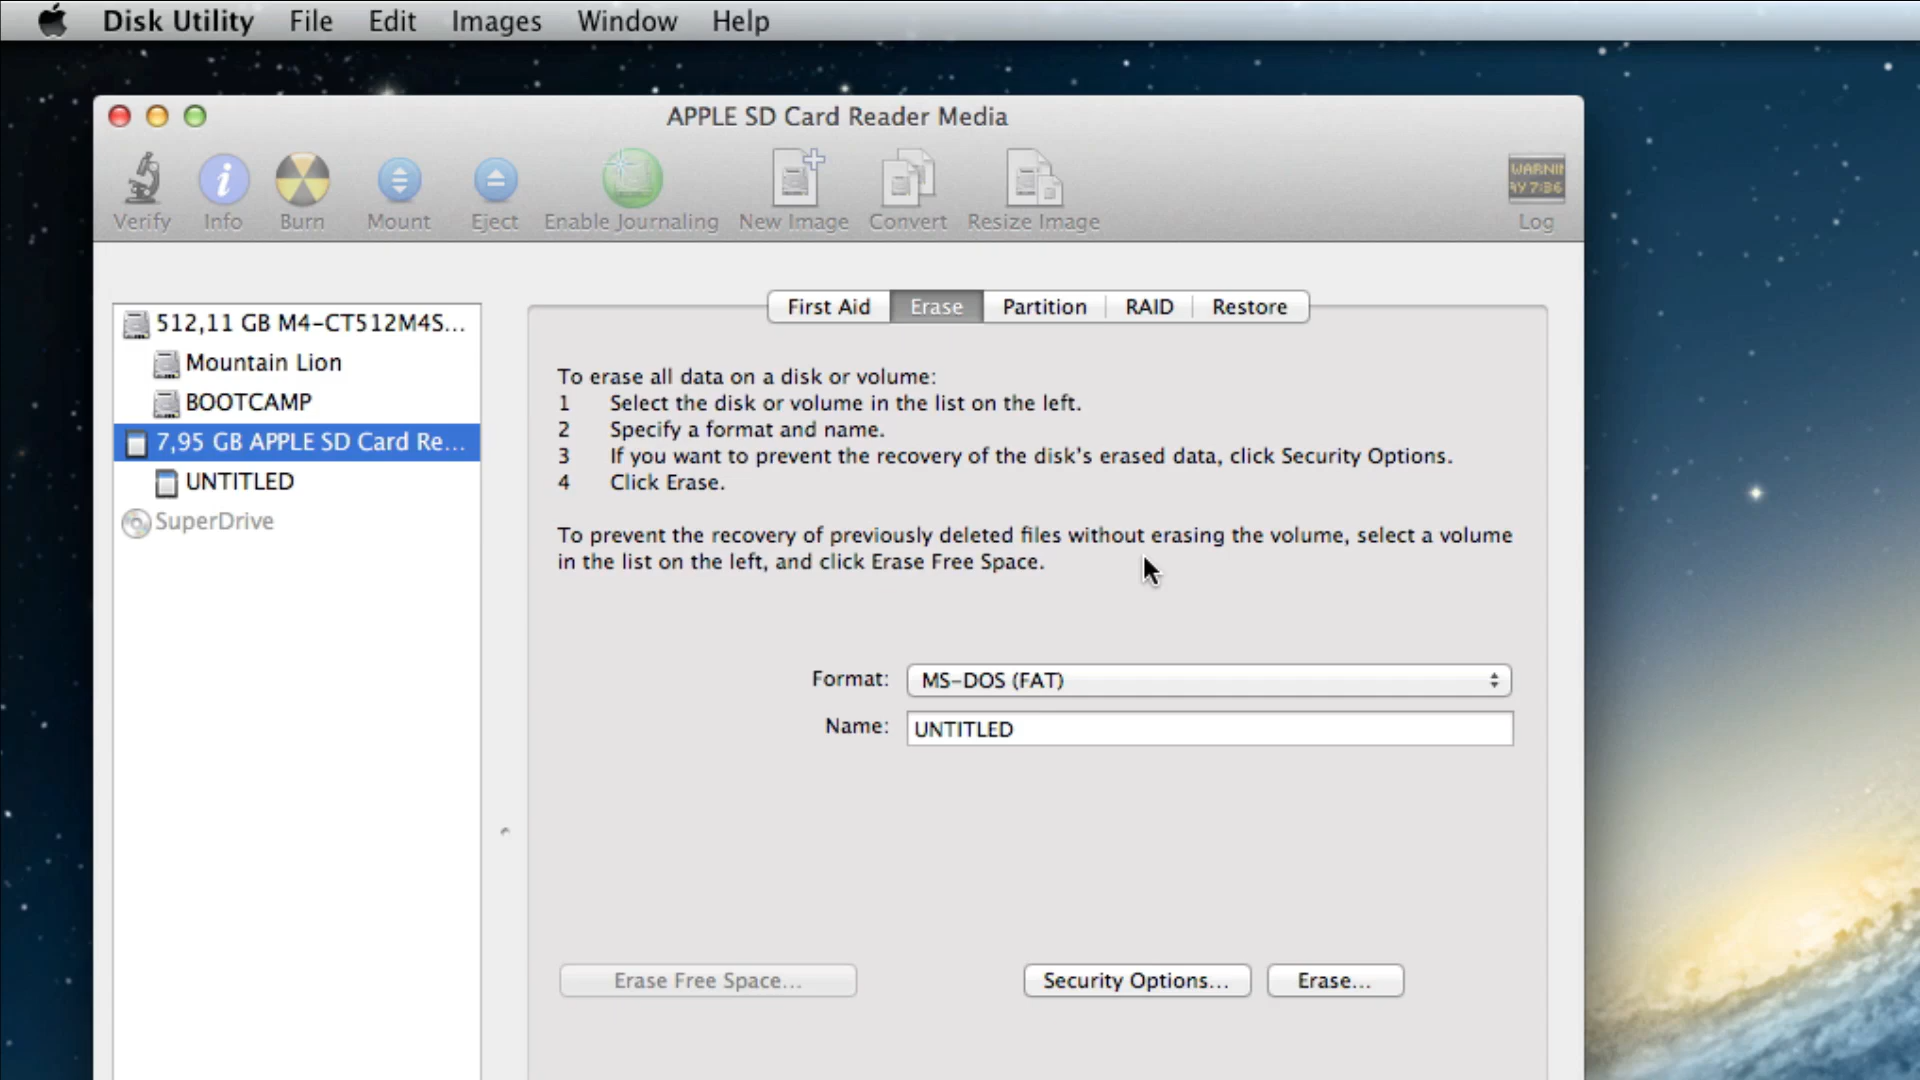 Disk Utility File Edit Images Window Help
APPLE SD Card Reader Media
WARNIN
AY 7:36
Verify Info Burn Mount Eject Enable Journaling New Image Convert Resize Image Log
First Aid Erase Partition RAID Restore
512,11 GB M4-CT512M4S...
Mountain Lion
BOOTCAMP
7,95 GB APPLE SD Card Re...
UNTITLED
SuperDrive
To erase all data on a disk or volume:
1 Select the disk or volume in the list on the left.
2 Specify a format and name.
3 If you want to prevent the recovery of the disk's erased data, click Security Options.
4 Click Erase.
To prevent the recovery of previously deleted files without erasing the volume, select a volume
in the list on the left, and click Erase Free Space.
Format: MS-DOS (FAT)
Name: UNTITLED
Erase Free Space... Security Options... Erase...